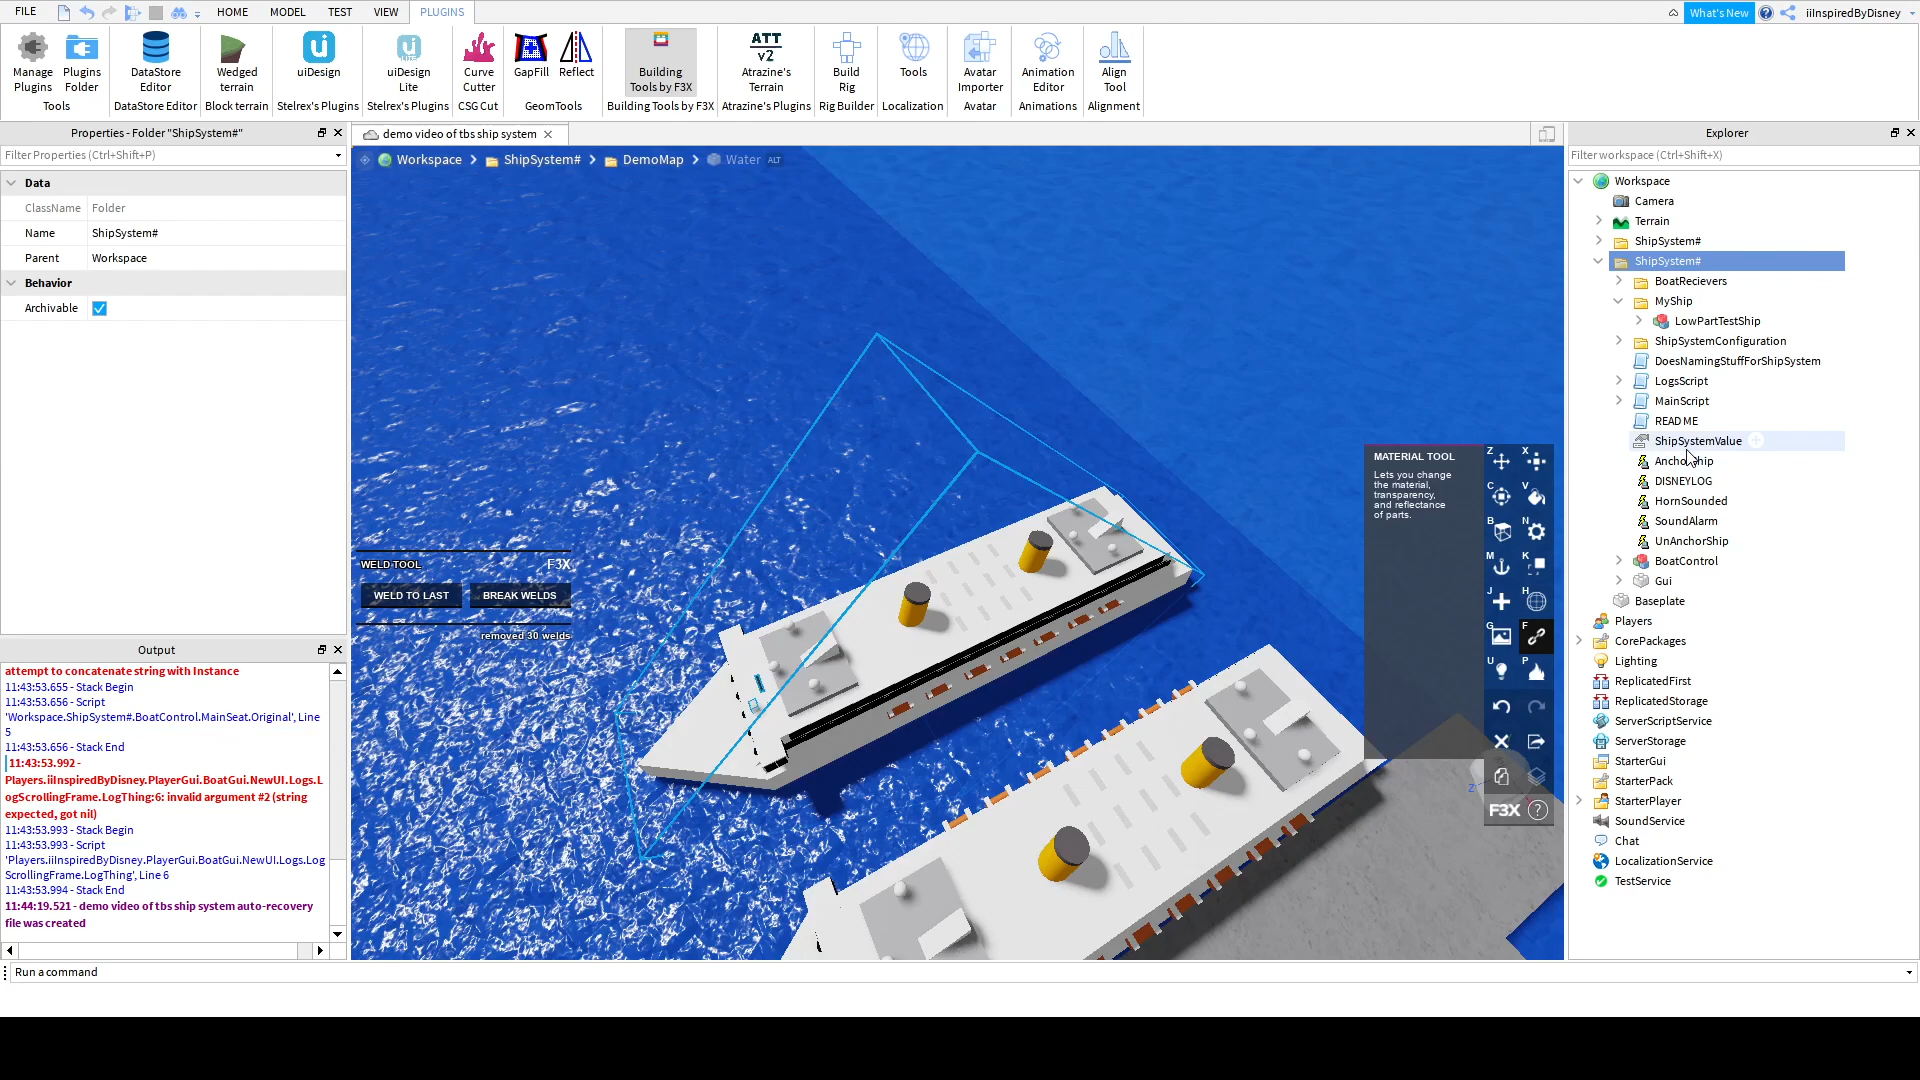 FILE
HOME
MODEL
TEST
VIEW
PLUGINS
What's New
iiInspiredByDisney
Manage Plugins
Plugins Folder
Tools
DataStore Editor
DataStore Editor
Wedged terrain
Block terrain
uiDesign
Stelrex's Plugins
uiDesign Lite
Stelrex's Plugins
Curve Cutter
CSG Cut
GapFill
Reflect
GeomTools
Building Tools by F3X
Building Tools by F3X
ATT v2
Atrazine's Terrain
Atrazine's Plugins
Build Rig
Rig Builder
Tools
Localization
Avatar Importer
Avatar
Animation Editor
Animations
Align Tool
Alignment
Properties - Folder "ShipSystem#"
Filter Properties (Ctrl+Shift+P)
Data
ClassName Folder
Name ShipSystem#
Parent Workspace
Behavior
Archivable
demo video of tbs ship system
Workspace
ShipSystem#
DemoMap
Water ALT
WELD TOOL F3X
WELD TO LAST
BREAK WELDS
removed 30 welds
MATERIAL TOOL
Lets you change
the material,
transparency,
and reflectance
of parts.
Z X
C V
B N
M K
J H
G F
U P
F3X ?
Z
Output
attempt to concatenate string with Instance
11:43:53.655 - Stack Begin
11:43:53.656 - Script
'Workspace.ShipSystem#.BoatControl.MainSeat.Original', Line
5
11:43:53.656 - Stack End
11:43:53.992 -
Players.iiInspiredByDisney.PlayerGui.BoatGui.NewUI.Logs.L
ogScrollingFrame.LogThing:6: invalid argument #2 (string
expected, got nil)
11:43:53.993 - Stack Begin
11:43:53.993 - Script
'Players.iiInspiredByDisney.PlayerGui.BoatGui.NewUI.Logs.Log
ScrollingFrame.LogThing', Line 6
11:43:53.994 - Stack End
11:44:19.521 - demo video of tbs ship system auto-recovery
file was created
Run a command
Explorer
Filter workspace (Ctrl+Shift+X)
Workspace
Camera
Terrain
ShipSystem#
ShipSystem#
BoatRecievers
MyShip
LowPartTestShip
ShipSystemConfiguration
DoesNamingStuffForShipSystem
LogsScript
MainScript
README
ShipSystemValue
AnchorShip
DISNEYLOG
HornSounded
SoundAlarm
UnAnchorShip
BoatControl
Gui
Baseplate
Players
CorePackages
Lighting
ReplicatedFirst
ReplicatedStorage
ServerScriptService
ServerStorage
StarterGui
StarterPack
StarterPlayer
SoundService
Chat
LocalizationService
TestService